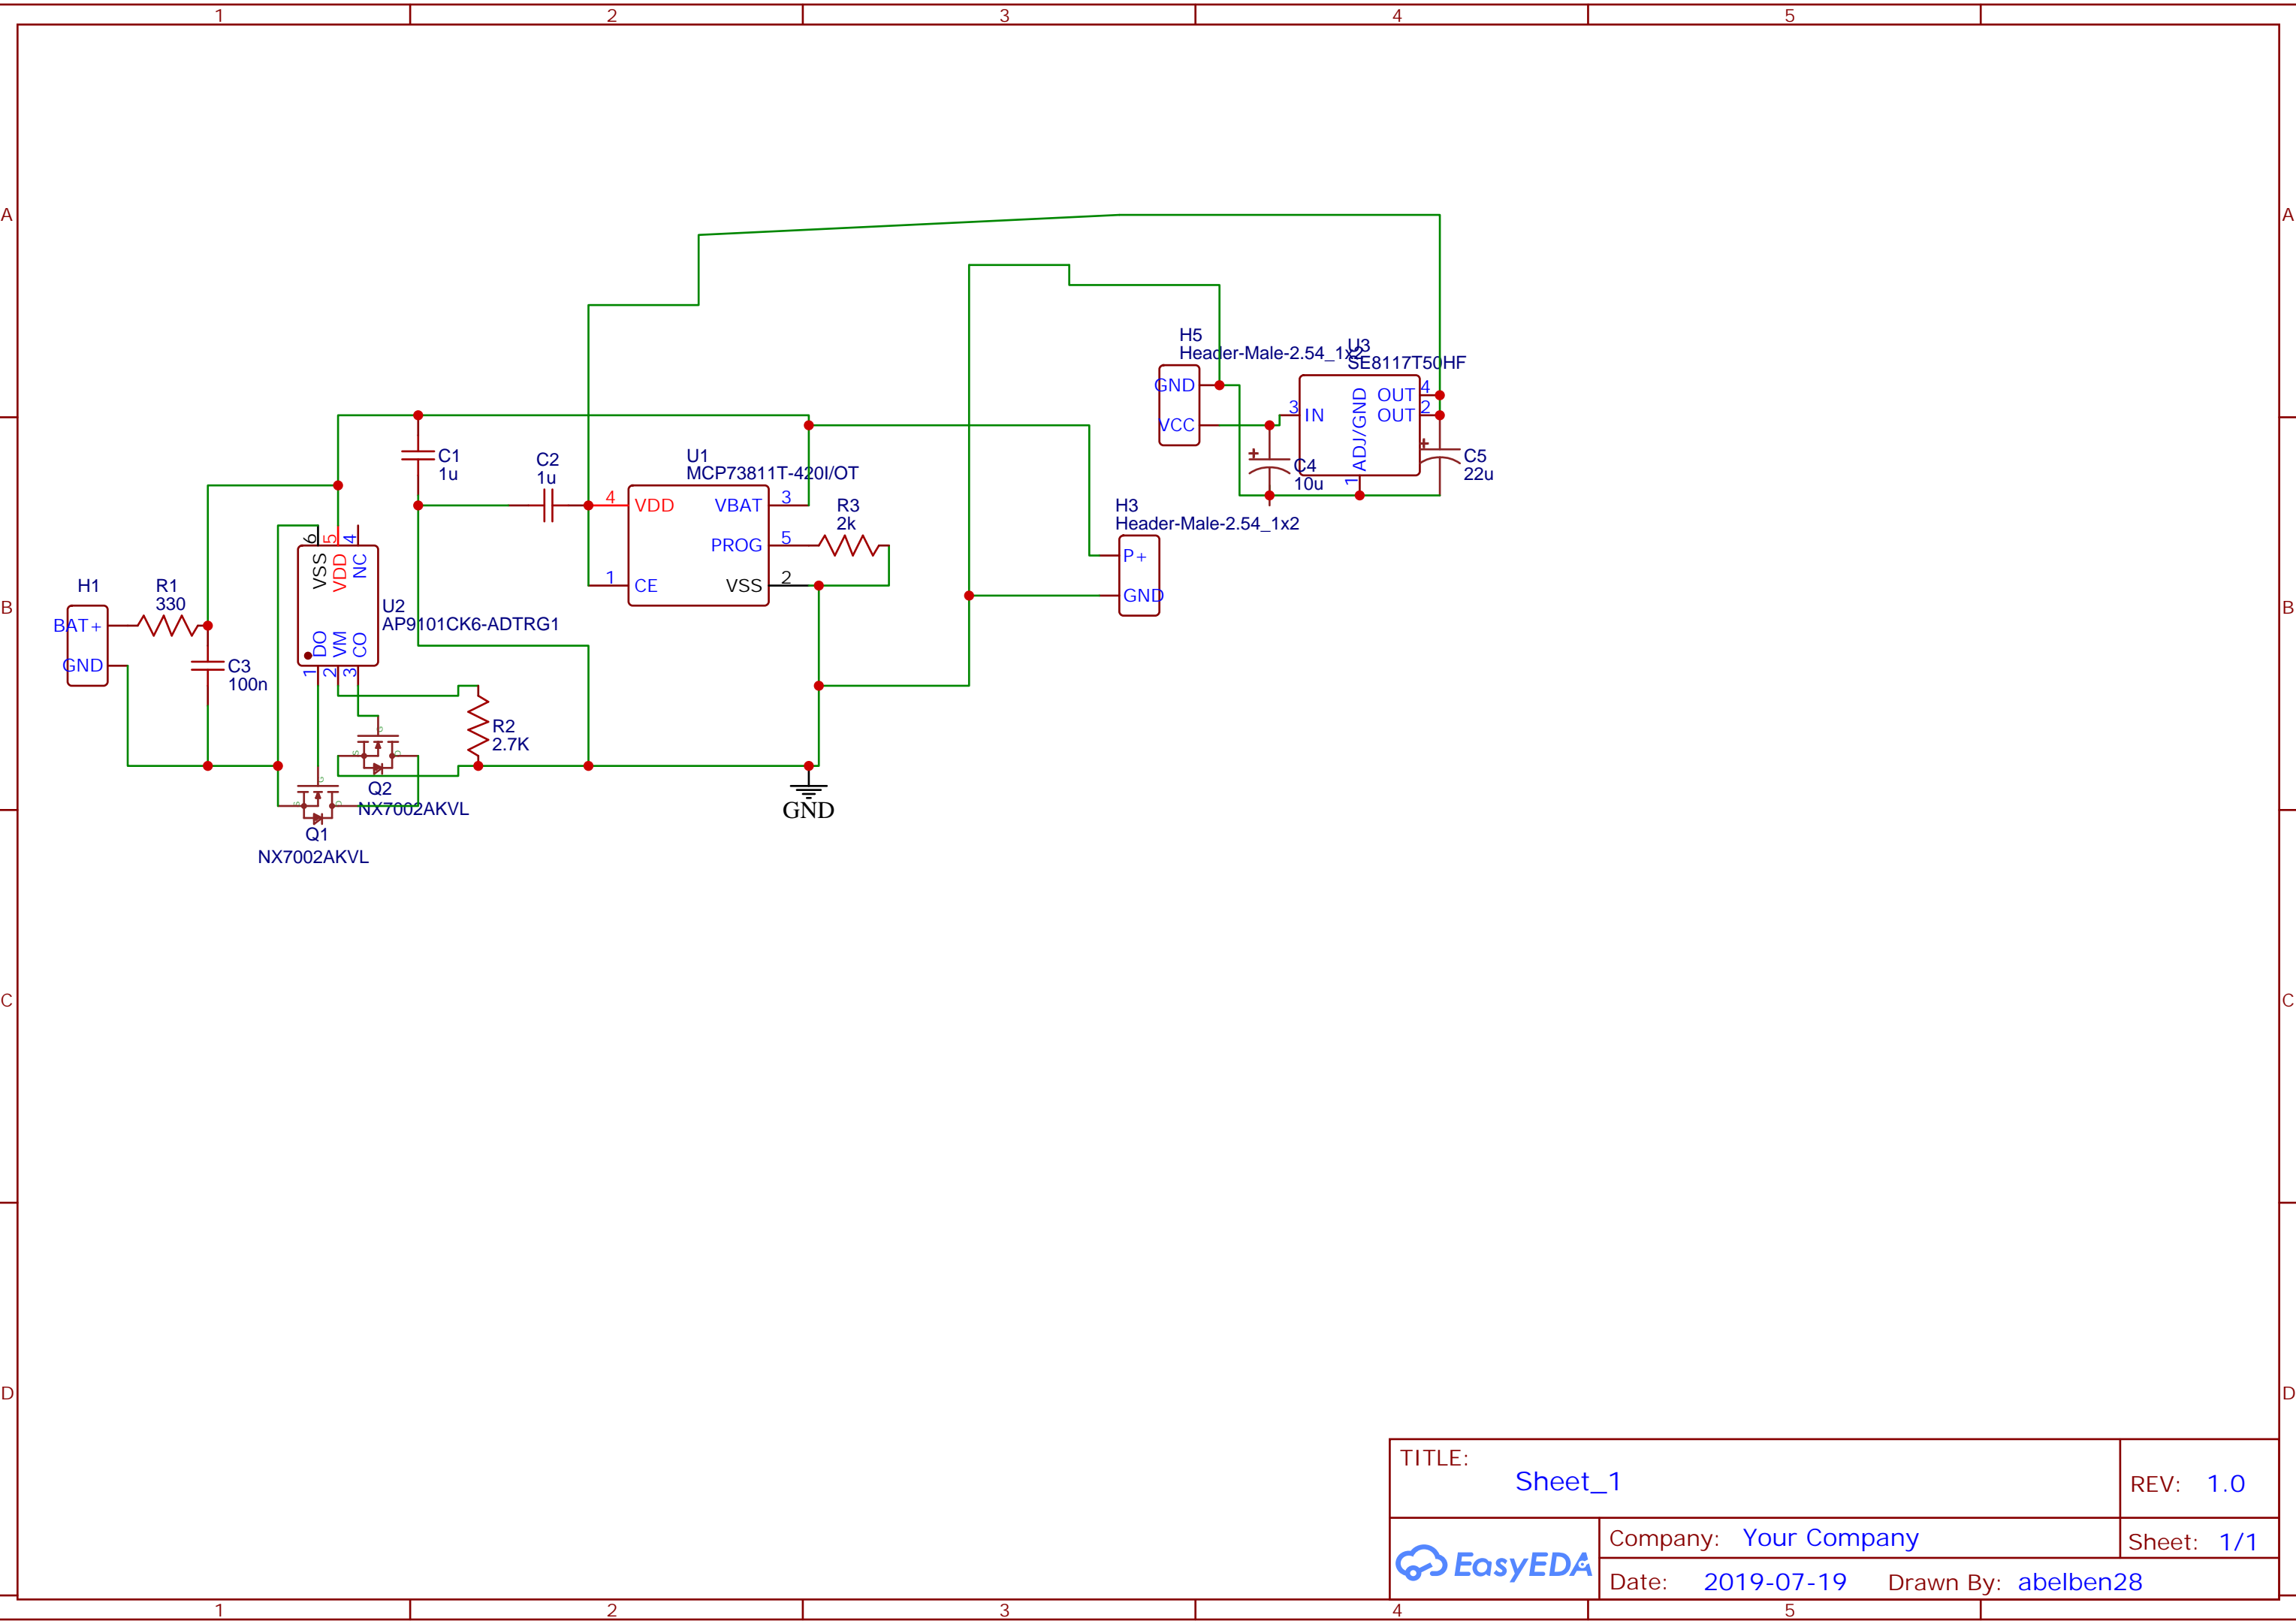 1 2 3 4 5
A A
H5
Header-Male-2.54_1x2
U3
SE8117T50HF
GND
VCC
3 IN
ADJ/GND
1
OUT 4
OUT 2
C4
10u
C5
22u
C1
1u
C2
1u
U1
MCP73811T-420I/OT
4 VDD
VBAT 3
PROG 5
1 CE
VSS 2
R3
2k
H3
Header-Male-2.54_1x2
P+
GND
B B
H1
BAT+
GND
R1
330
C3
100n
6 5 4
VSS VDD NC
U2
AP9101CK6-ADTRG1
DO VM CO
1 2 3
R2
2.7K
G
S D
Q2
NX7002AKVL
G
S D
Q1
NX7002AKVL
GND
C C
D D
TITLE:
Sheet_1
REV: 1.0
EasyEDA
Company: Your Company
Sheet: 1/1
Date: 2019-07-19 Drawn By: abelben28
1 2 3 4 5